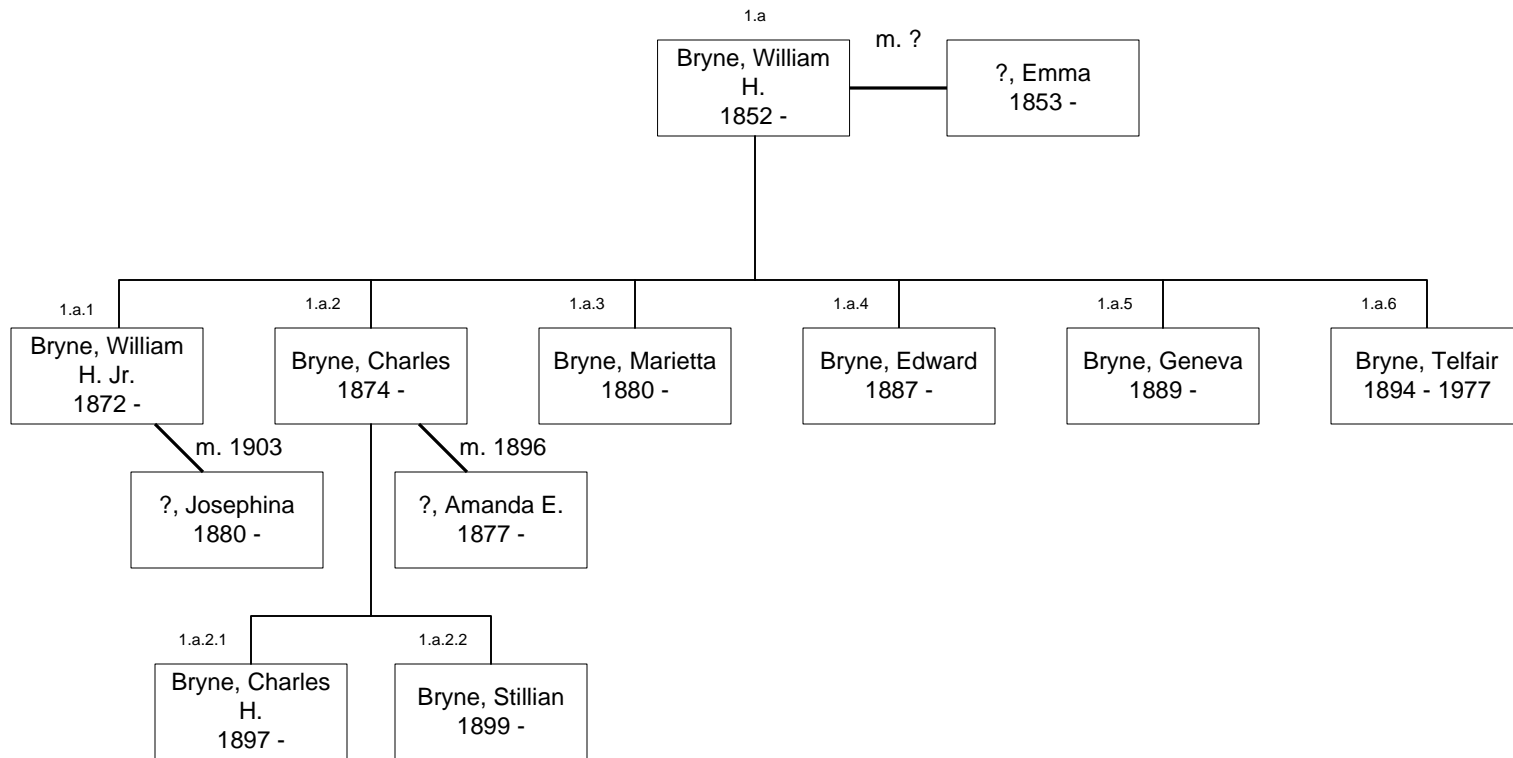 1.a
Bryne, William
H.
1852 -
m. ?
?, Emma
1853 -
1.a.1
Bryne, William
H. Jr.
1872 -
1.a.2
Bryne, Charles
1874 -
1.a.3
Bryne, Marietta
1880 -
1.a.4
Bryne, Edward
1887 -
1.a.5
Bryne, Geneva
1889 -
1.a.6
Bryne, Telfair
1894 - 1977
m. 1903
?, Josephina
1880 -
m. 1896
?, Amanda E.
1877 -
1.a.2.1
Bryne, Charles
H.
1897 -
1.a.2.2
Bryne, Stillian
1899 -